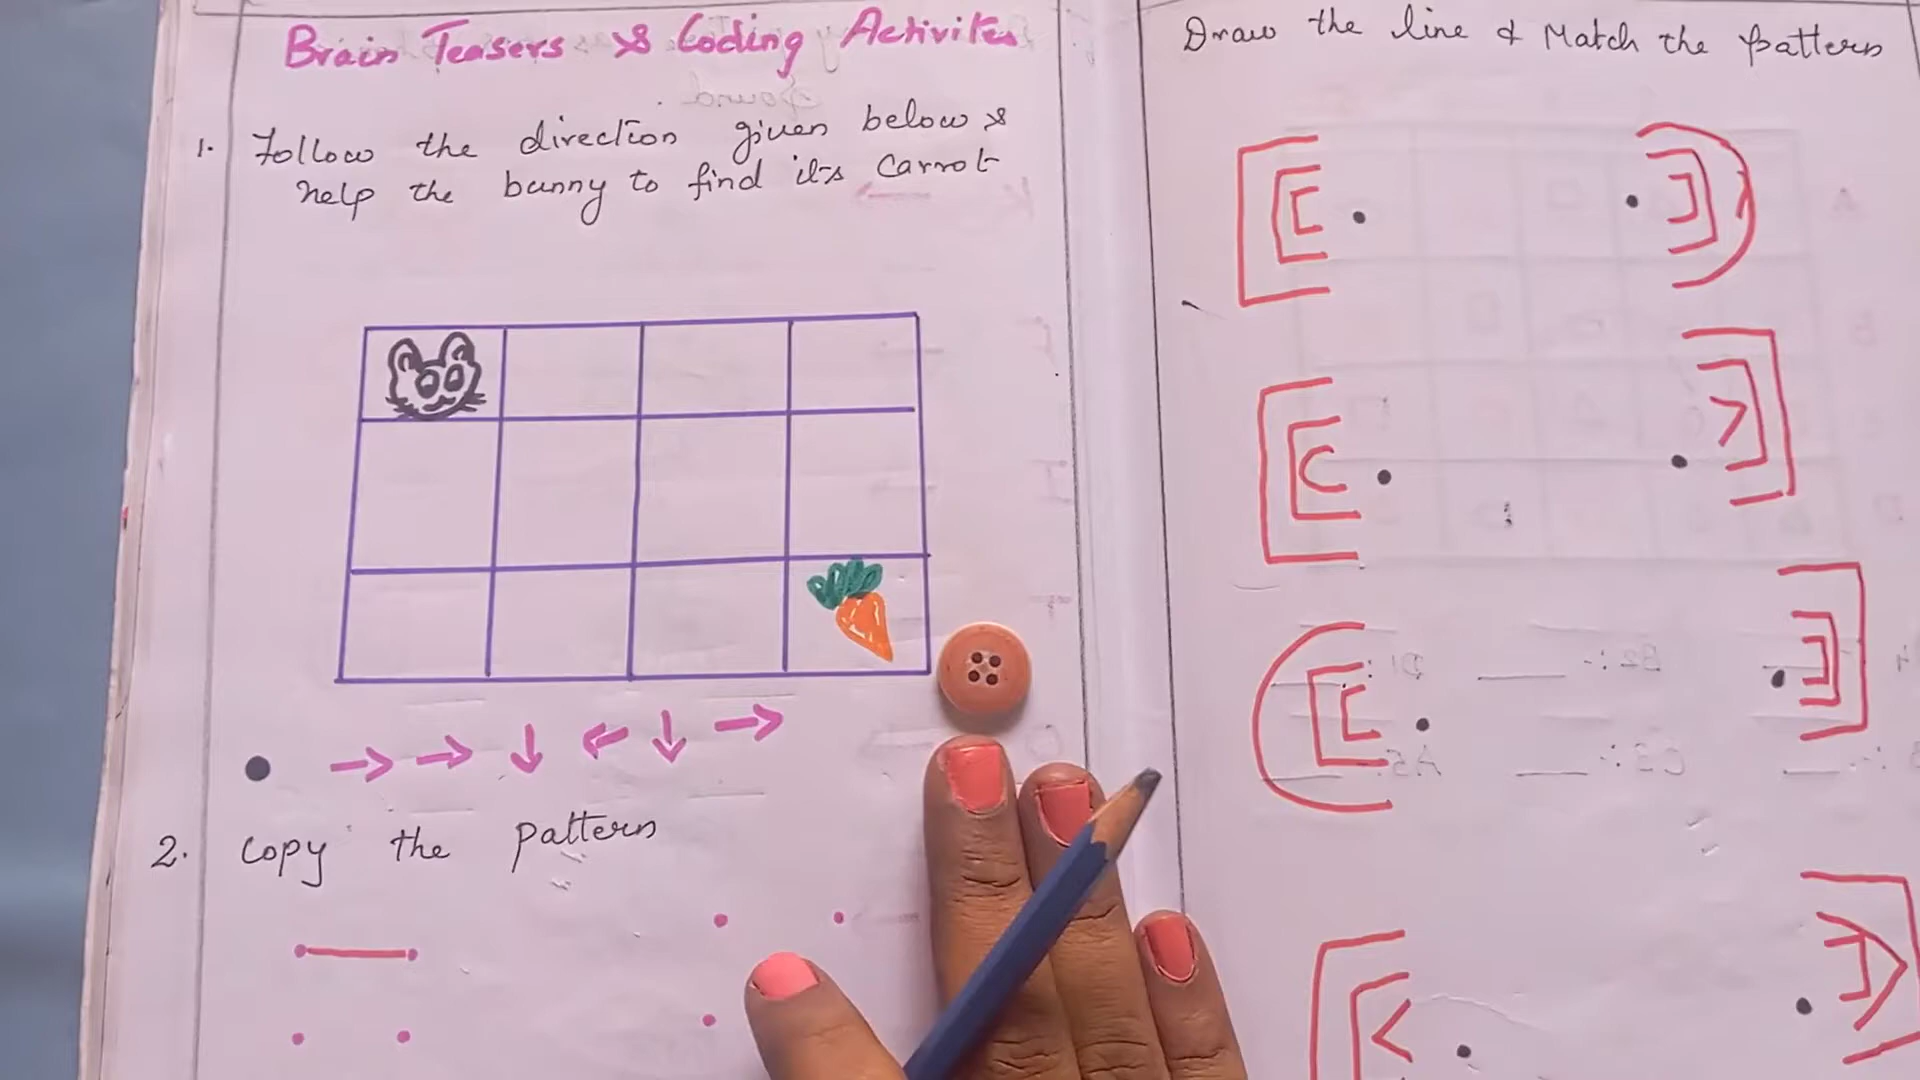 Brain Teasers & Coding Activites
1. Follow the direction given below &
help the bunny to find its carrot
→ → ↓ ← ↓ →
2. Copy the pattern
Draw the line & Match the pattern